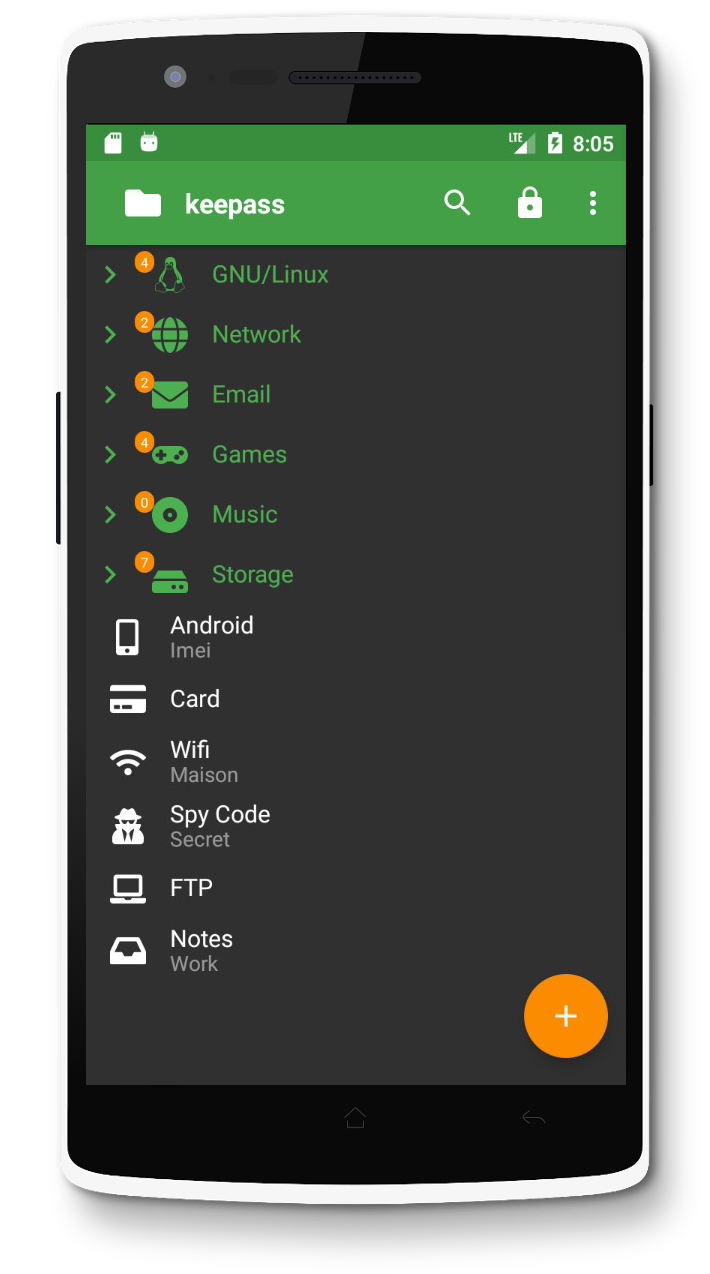 LTE 8:05
keepass
4 GNU/Linux
2 Network
2 Email
4 Games
0 Music
7 Storage
Android
Imei
Card
Wifi
Maison
Spy Code
Secret
FTP
Notes
Work